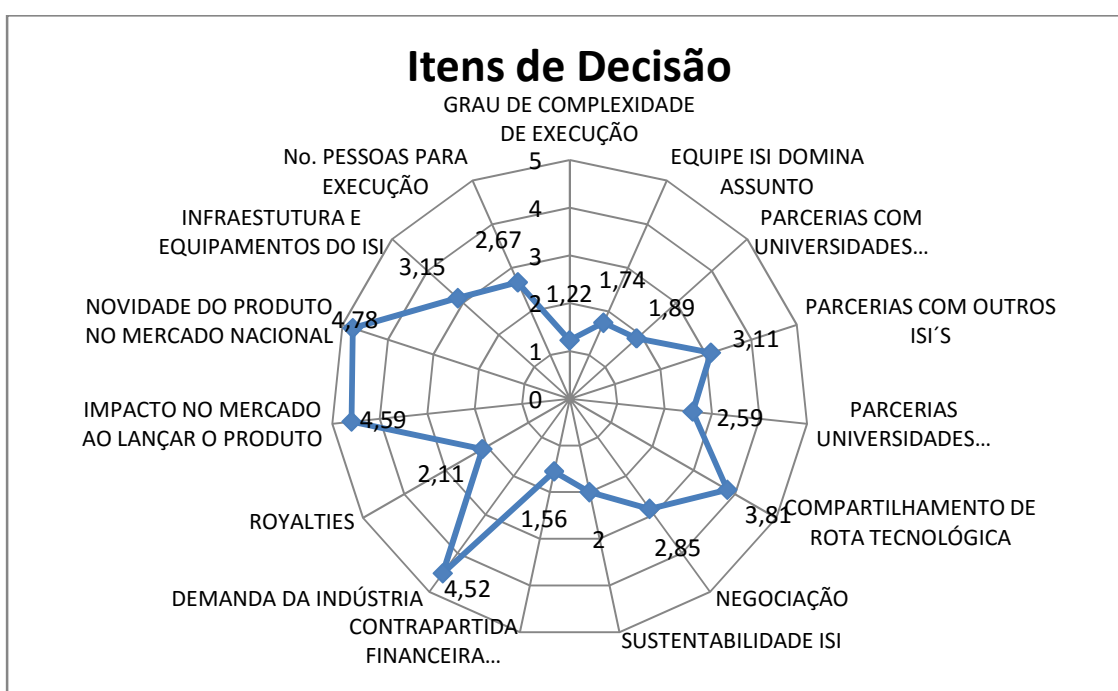 Itens de Decisão
GRAU DE COMPLEXIDADE
DE EXECUÇÃO
EQUIPE ISI DOMINA
ASSUNTO
PARCERIAS COM
UNIVERSIDADES...
PARCERIAS COM OUTROS
ISI´S
PARCERIAS
UNIVERSIDADES...
COMPARTILHAMENTO DE
ROTA TECNOLÓGICA
NEGOCIAÇÃO
SUSTENTABILIDADE ISI
CONTRAPARTIDA
FINANCEIRA...
DEMANDA DA INDÚSTRIA
ROYALTIES
IMPACTO NO MERCADO
AO LANÇAR O PRODUTO
NOVIDADE DO PRODUTO
NO MERCADO NACIONAL
INFRAESTUTURA E
EQUIPAMENTOS DO ISI
No. PESSOAS PARA
EXECUÇÃO
5
4
3
2
1
0
1,22
1,74
1,89
3,11
2,59
3,81
2,85
2
1,56
4,52
2,11
4,59
4,78
3,15
2,67